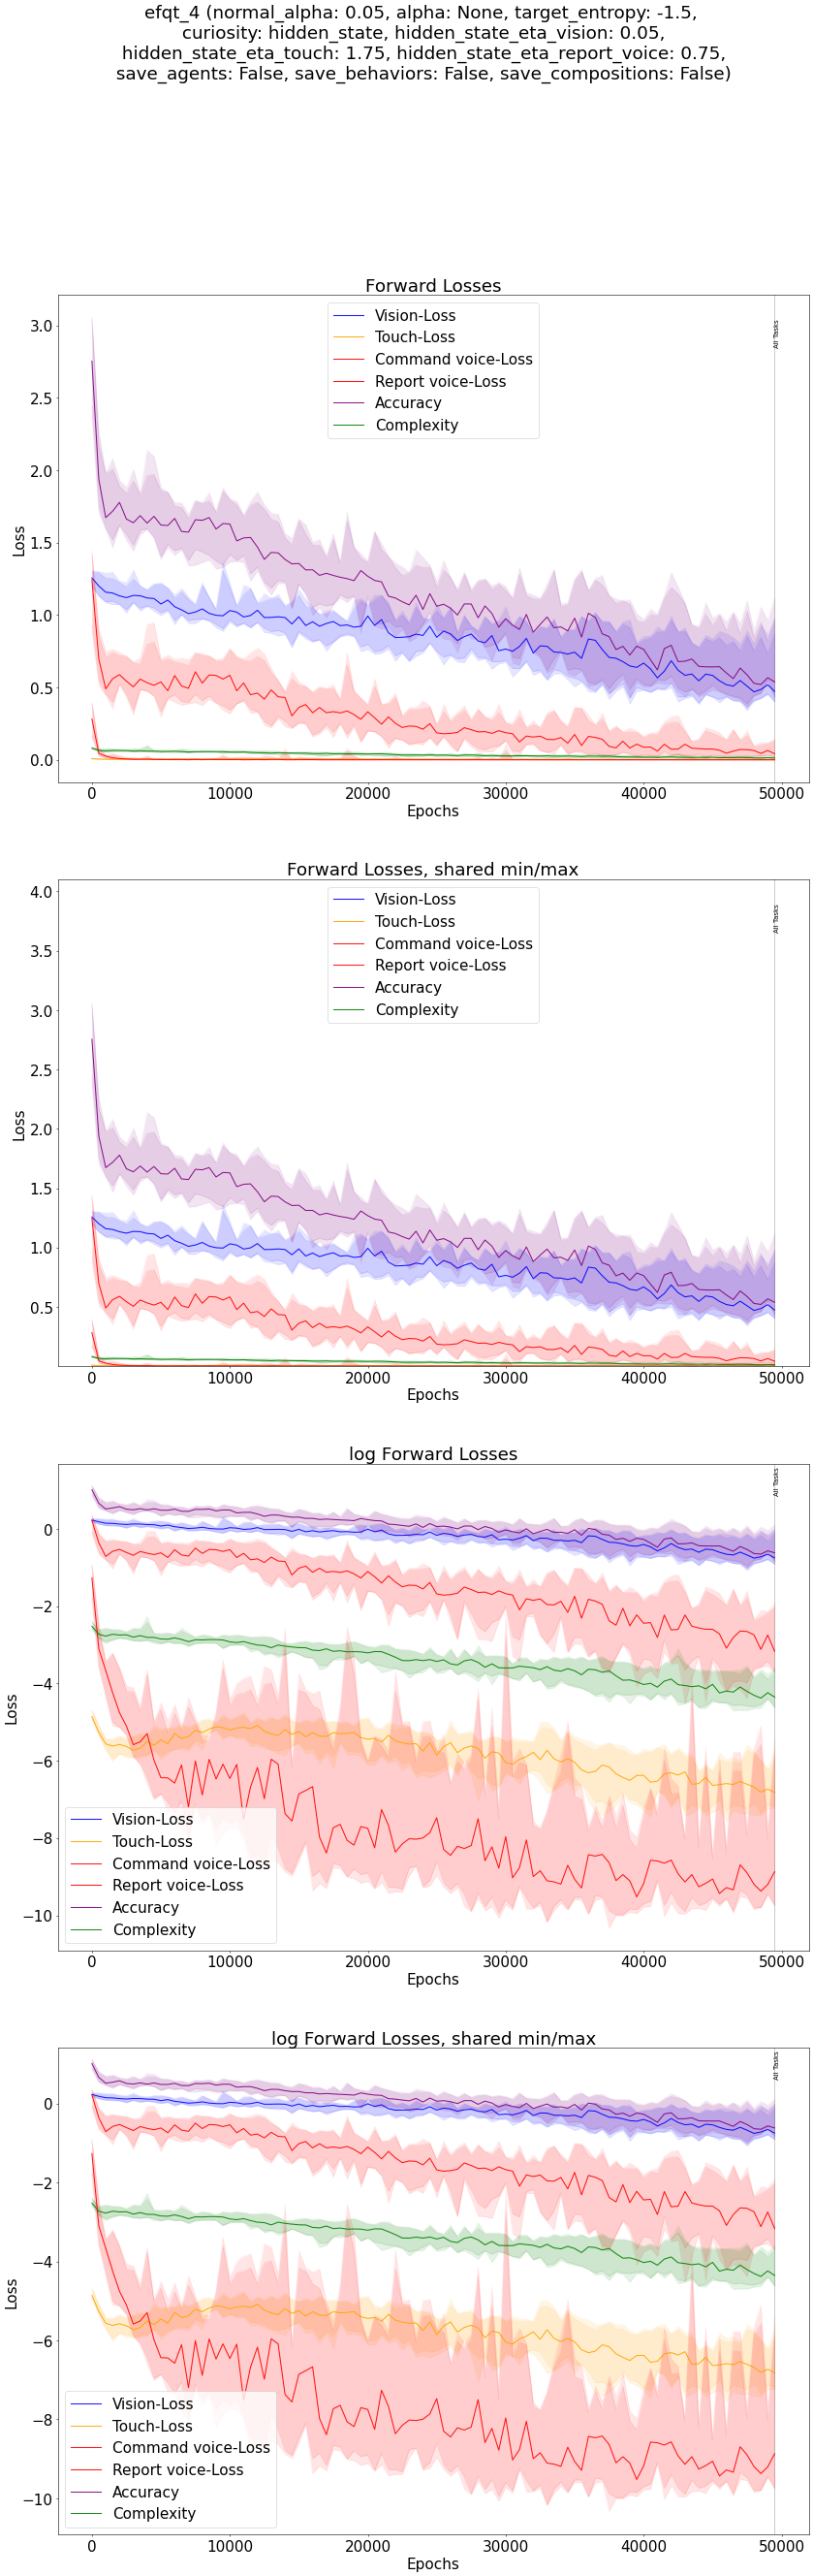 efqt_4 (normal_alpha: 0.05, alpha: None, target_entropy: -1.5,
curiosity: hidden_state, hidden_state_eta_vision: 0.05,
hidden_state_eta_touch: 1.75, hidden_state_eta_report_voice: 0.75,
save_agents: False, save_behaviors: False, save_compositions: False)
Forward Losses
Vision-Loss
Touch-Loss
Command voice-Loss
Report voice-Loss
Accuracy
Complexity
All Tasks
3.0
2.5
2.0
1.5
1.0
0.5
0.0
Loss
0 10000 20000 30000 40000 50000
Epochs
Forward Losses, shared min/max
Vision-Loss
Touch-Loss
Command voice-Loss
Report voice-Loss
Accuracy
Complexity
All Tasks
4.0
3.5
3.0
2.5
2.0
1.5
1.0
0.5
Loss
0 10000 20000 30000 40000 50000
Epochs
log Forward Losses
All Tasks
0
−2
−4
−6
−8
−10
Loss
Vision-Loss
Touch-Loss
Command voice-Loss
Report voice-Loss
Accuracy
Complexity
0 10000 20000 30000 40000 50000
Epochs
log Forward Losses, shared min/max
All Tasks
0
−2
−4
−6
−8
−10
Loss
Vision-Loss
Touch-Loss
Command voice-Loss
Report voice-Loss
Accuracy
Complexity
0 10000 20000 30000 40000 50000
Epochs